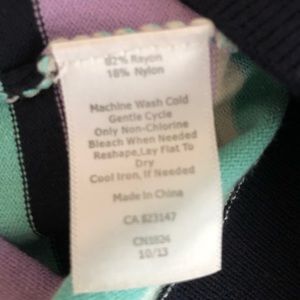 82% Rayon
18% Nylon
Machine Wash Cold
Gentle Cycle
Only Non-Chlorine
Bleach When Needed
Reshape,Lay Flat To
Dry
Cool Iron, If Needed
Made In China
CA 823147
CN1824
10/13